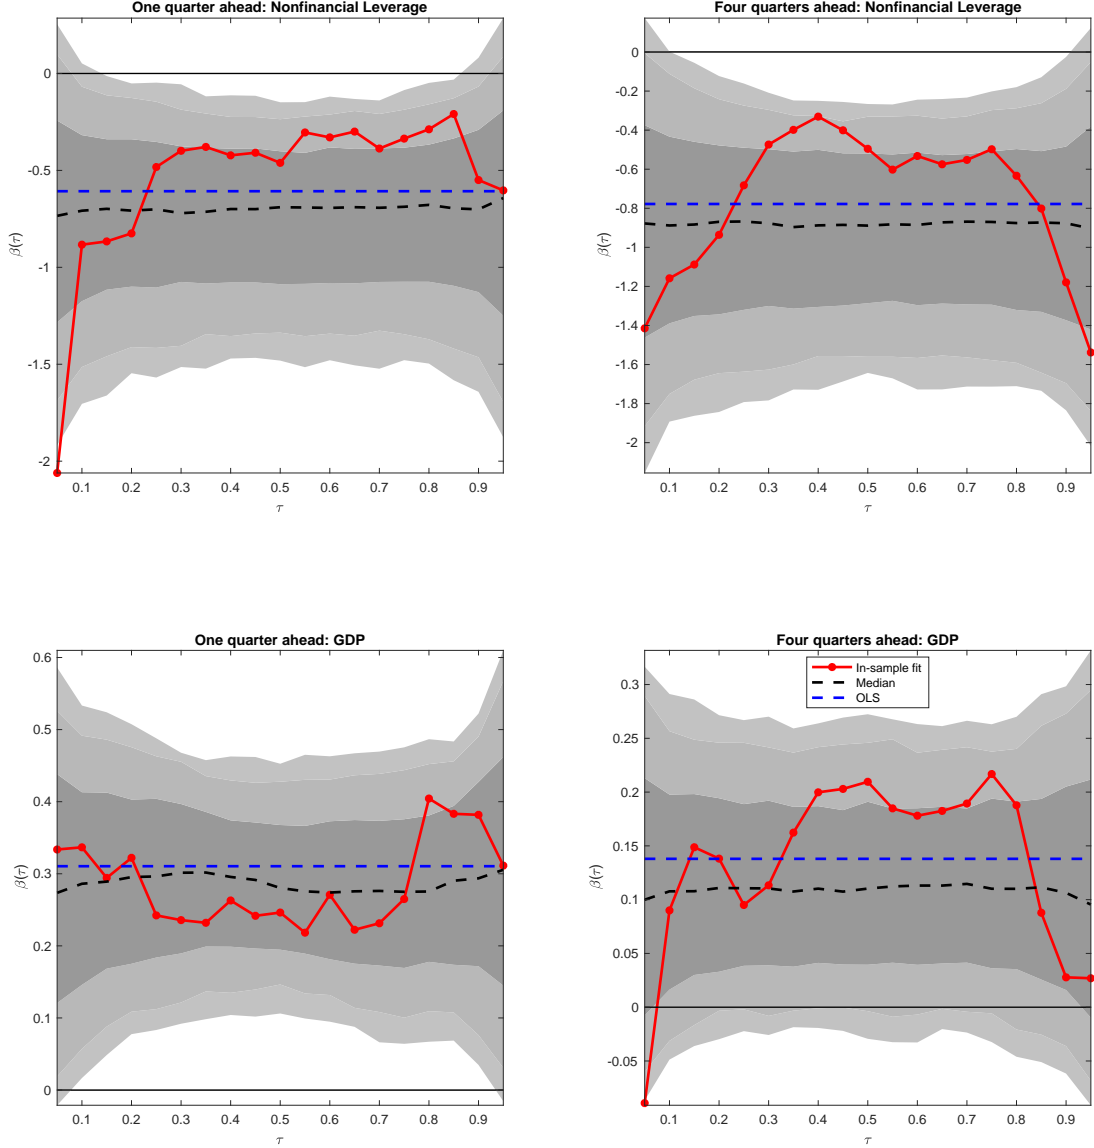 One quarter ahead: Nonfinancial Leverage
0
-0.5
-1
-1.5
-2
β(τ)
0.1 0.2 0.3 0.4 0.5 0.6 0.7 0.8 0.9
τ
Four quarters ahead: Nonfinancial Leverage
0
-0.2
-0.4
-0.6
-0.8
-1
-1.2
-1.4
-1.6
-1.8
-2
β(τ)
0.1 0.2 0.3 0.4 0.5 0.6 0.7 0.8 0.9
τ
One quarter ahead: GDP
0.6
0.5
0.4
0.3
0.2
0.1
0
β(τ)
0.1 0.2 0.3 0.4 0.5 0.6 0.7 0.8 0.9
τ
Four quarters ahead: GDP
In-sample fit
Median
OLS
0.3
0.25
0.2
0.15
0.1
0.05
0
-0.05
β(τ)
0.1 0.2 0.3 0.4 0.5 0.6 0.7 0.8 0.9
τ